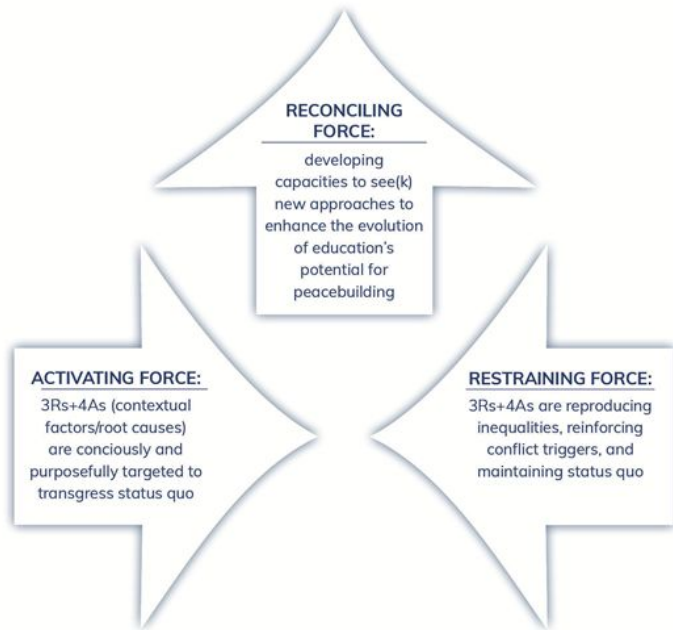 RECONCILING
FORCE:
developing
capacities to see(k)
new approaches to
enhance the evolution
of education's
potential for
peacebuilding
ACTIVATING FORCE:
3Rs+4As (contextual
factors/root causes)
are conciously and
purposefully targeted to
transgress status quo
RESTRAINING FORCE:
3Rs+4As are reproducing
inequalities, reinforcing
conflict triggers, and
maintaining status quo